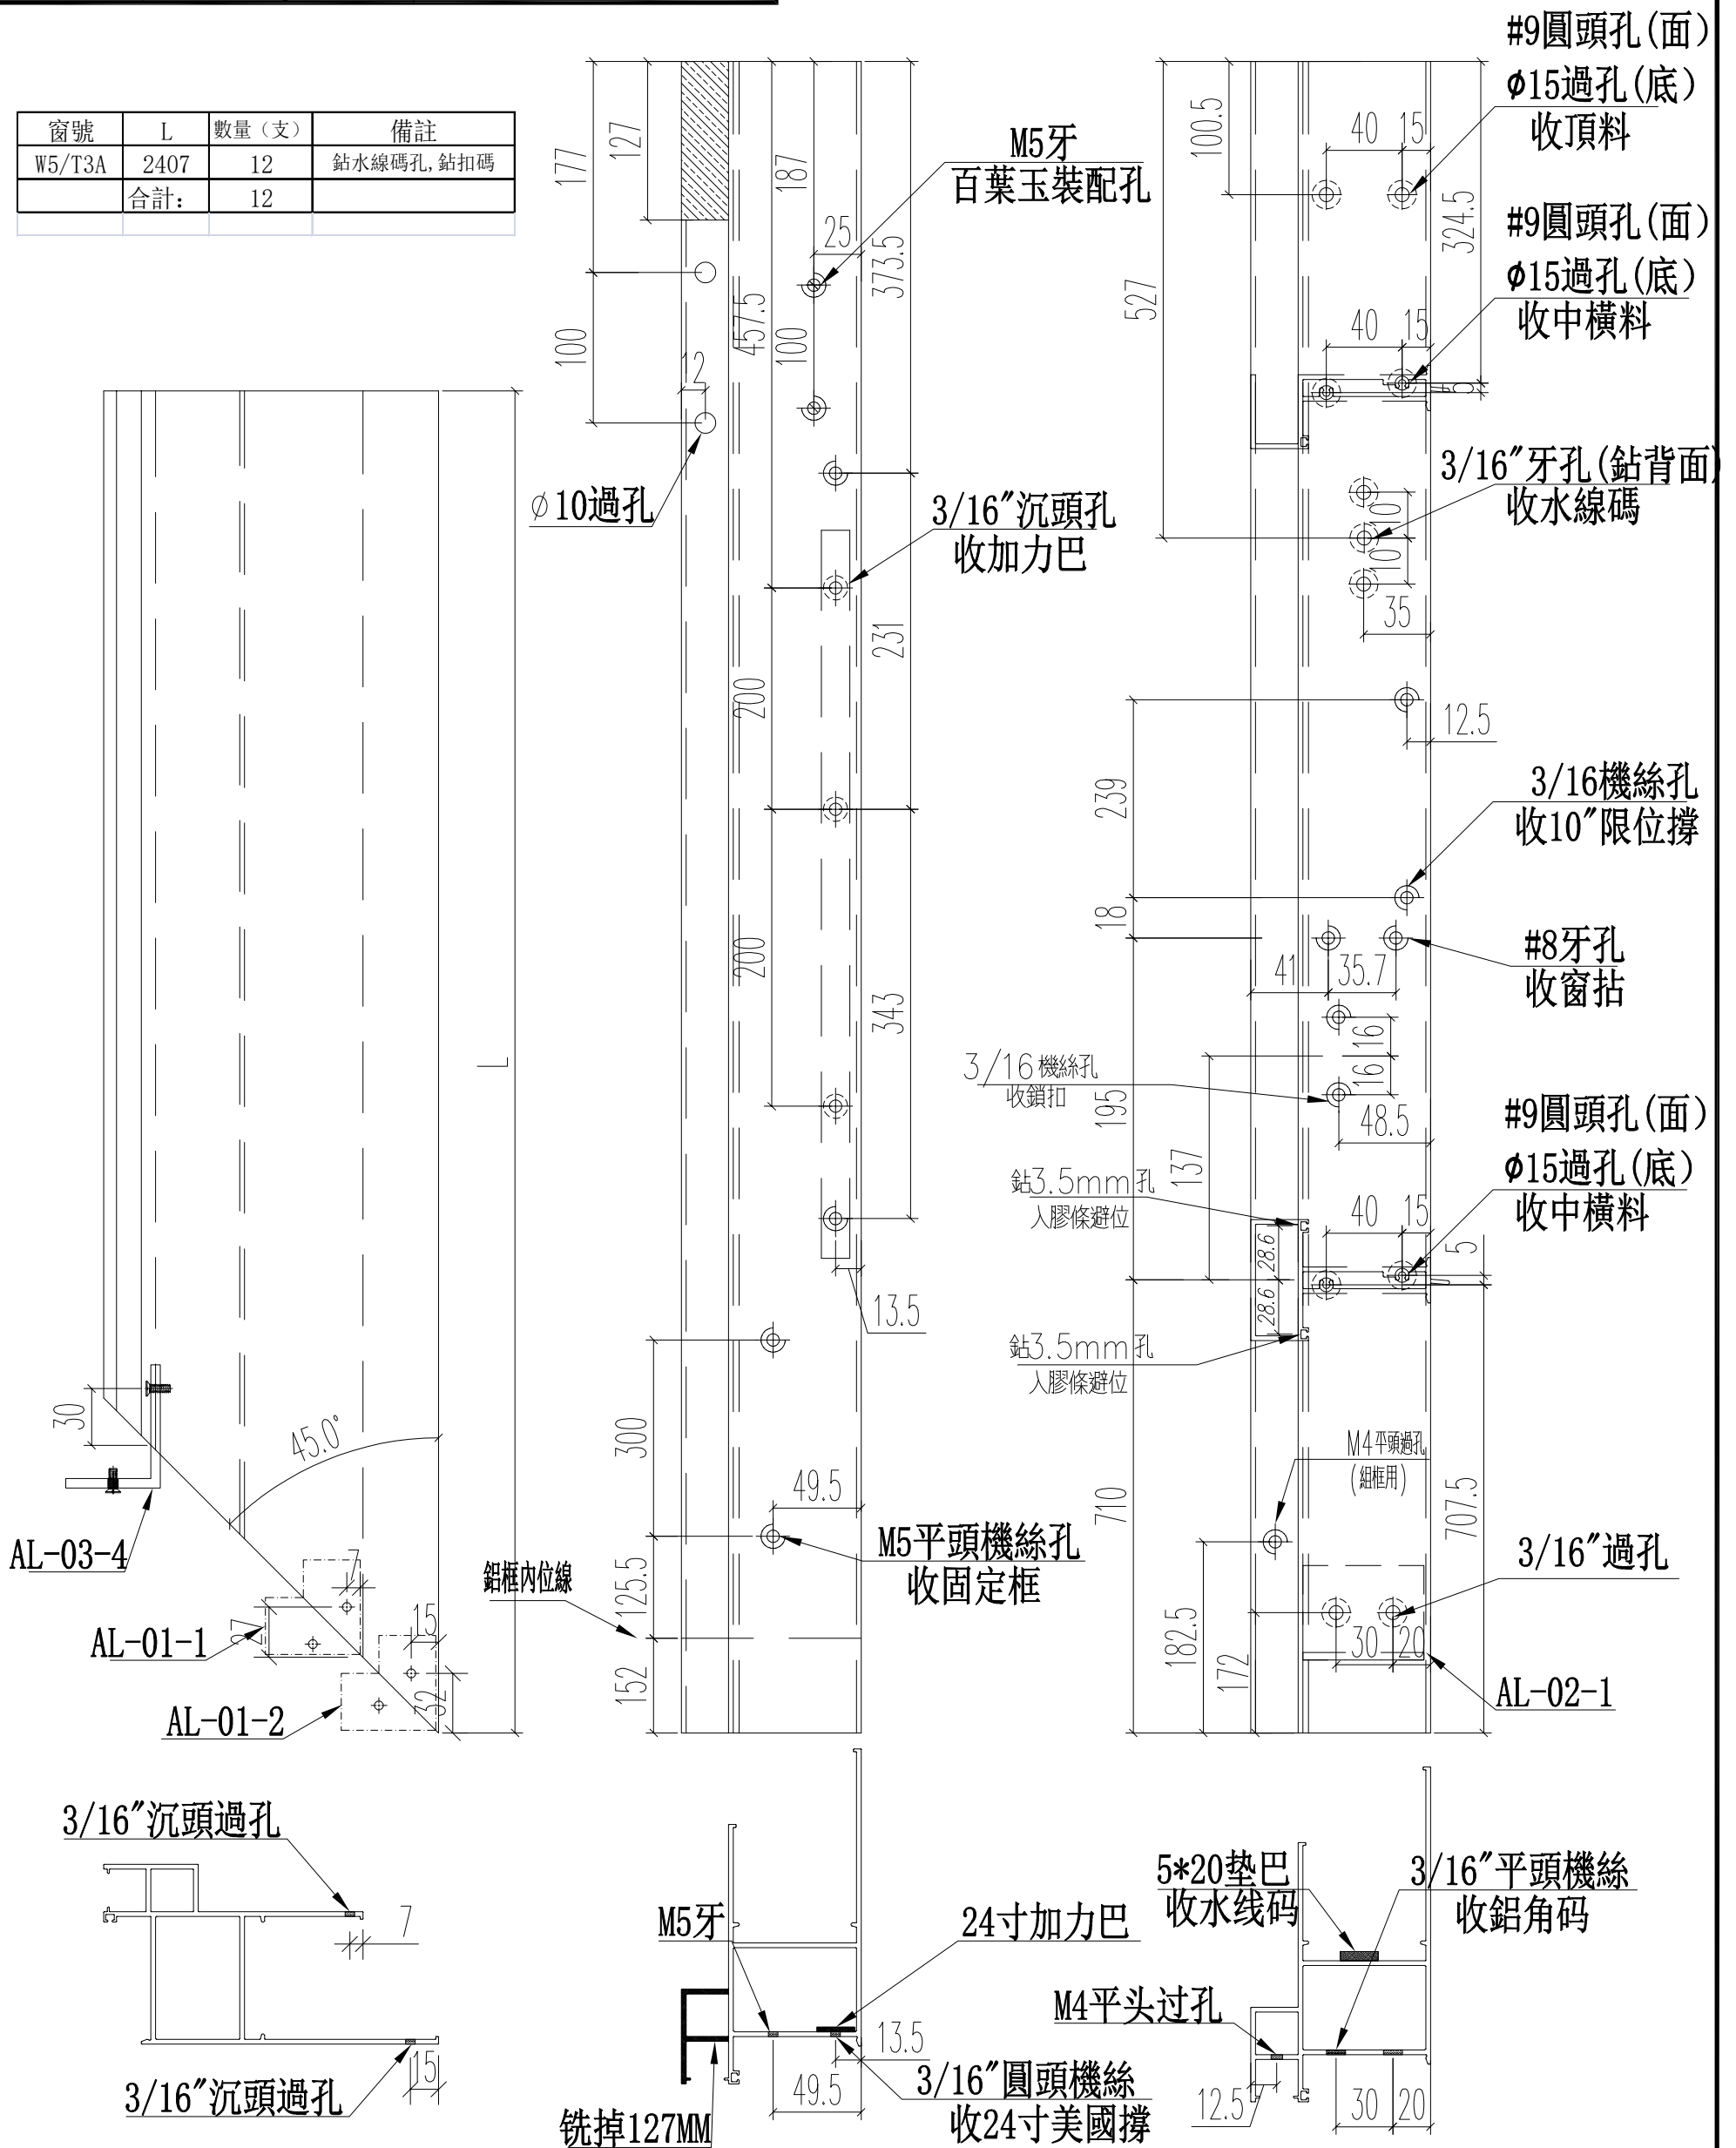 窗號 L 數量（支） 備註
W5/T3A 2407 12 鉆水線碼孔,鉆扣碼
合計: 12
L
30
45.0°
AL-03-4
7
27
AL-01-1
15
32
AL-01-2
3/16"沉頭過孔
7
15
3/16"沉頭過孔
177
127
187
25
373.5
100
457.5
100
12
M5牙
百葉玉裝配孔
ϕ10過孔
3/16"沉頭孔
收加力巴
231
200
200
343
13.5
300
49.5
M5平頭機絲孔
收固定框
鋁框內位線
125.5
152
M5牙
24寸加力巴
13.5
49.5
3/16"圓頭機絲
收24寸美國撐
铣掉127MM
#9圓頭孔(面)
ϕ15過孔(底)
收頂料
100.5
40 15
324.5
#9圓頭孔(面)
ϕ15過孔(底)
收中橫料
527
40 15
3/16"牙孔(鉆背面)
收水線碼
10
10
35
12.5
239
3/16機絲孔
收10"限位撐
18
#8牙孔
收窗拈
41 35.7
16
16
3/16機絲孔
收鎖扣
195
48.5
137
#9圓頭孔(面)
ϕ15過孔(底)
收中橫料
鉆3.5mm孔
入膠條避位
40 15
5
28.6
28.6
鉆3.5mm孔
入膠條避位
M4平頭過孔
(組框用)
710
707.5
3/16"過孔
182.5
172
30 20
AL-02-1
5*20垫巴
收水线码
3/16"平頭機絲
收鋁角码
M4平头过孔
12.5
30 20